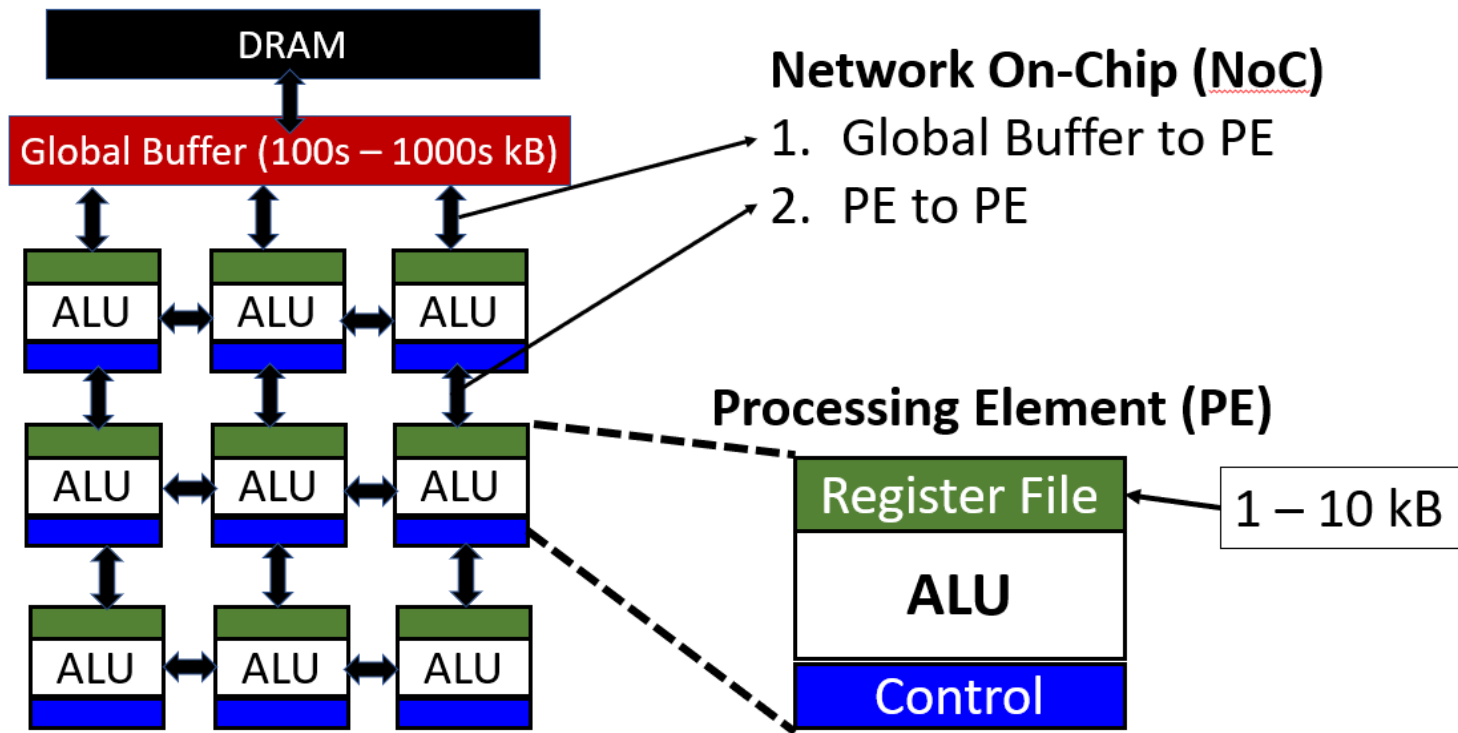 DRAM
Global Buffer (100s – 1000s kB)
Network On-Chip (NoC)
1. Global Buffer to PE
2. PE to PE
ALU
ALU
ALU
ALU
ALU
ALU
ALU
ALU
ALU
Processing Element (PE)
Register File
1 – 10 kB
ALU
Control